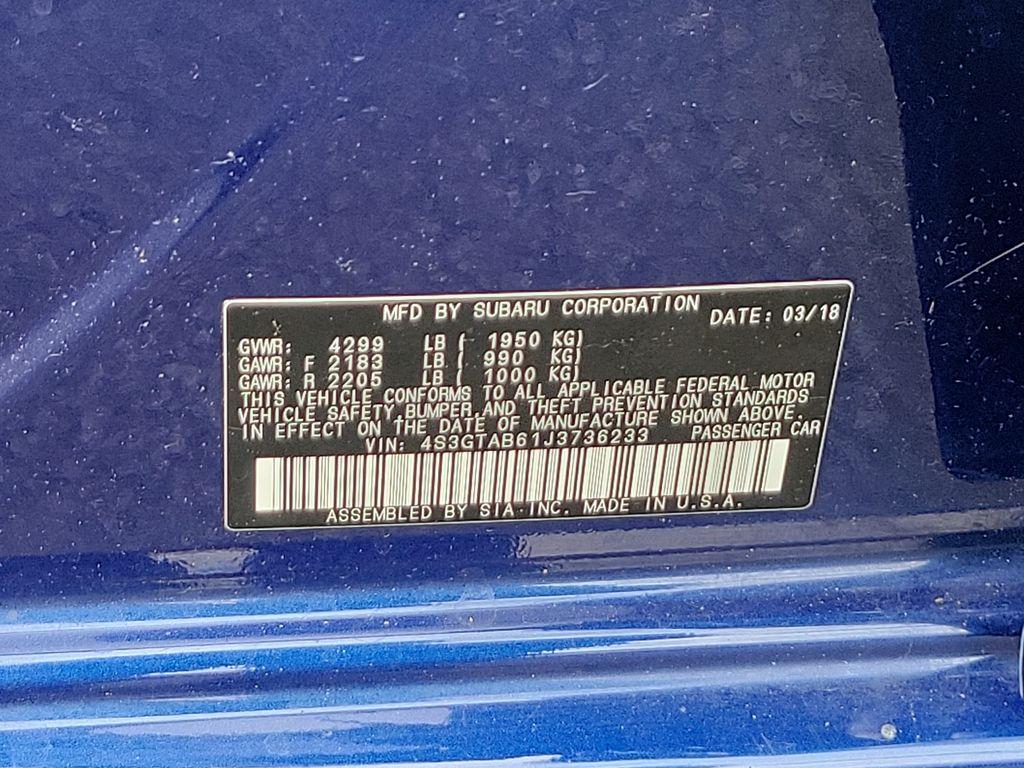 MFD BY SUBARU CORPORATION DATE: 03/18
GVWR: 4299 LB ( 1950 KG)
GAWR: F 2183 LB ( 990 KG)
GAWR: R 2205 LB ( 1000 KG)
THIS VEHICLE CONFORMS TO ALL APPLICABLE FEDERAL MOTOR
VEHICLE SAFETY,BUMPER,AND THEFT PREVENTION STANDARDS
IN EFFECT ON THE DATE OF MANUFACTURE SHOWN ABOVE.
VIN: 4S3GTAB61J3736233 PASSENGER CAR
ASSEMBLED BY SIA INC. MADE IN U.S.A.